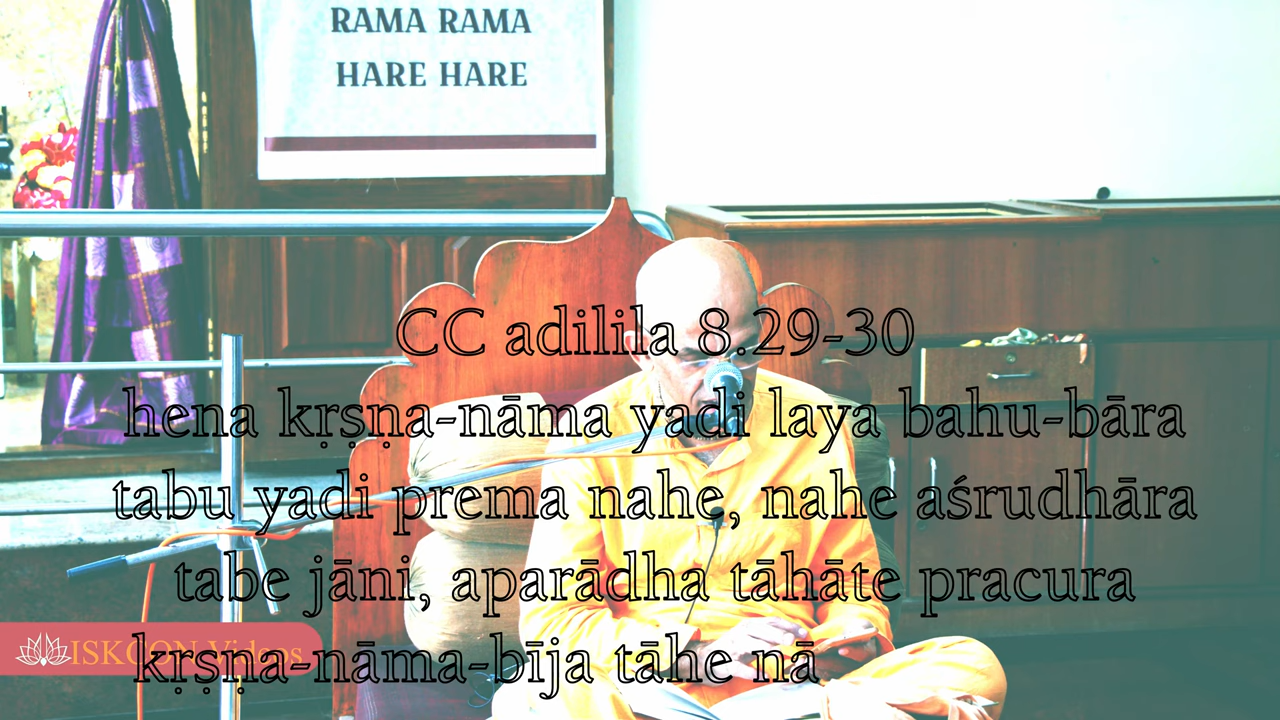 RAMA RAMA
HARE HARE
CC adilila 8.29-30
hena kṛṣṇa-nāma yadi laya bahu-bāra
tabu yadi prema nahe, nahe aśrudhāra
tabe jāni, aparādha tāhāte pracura
kṛṣṇa-nāma-bīja tāhe nā
ISKCON Videos